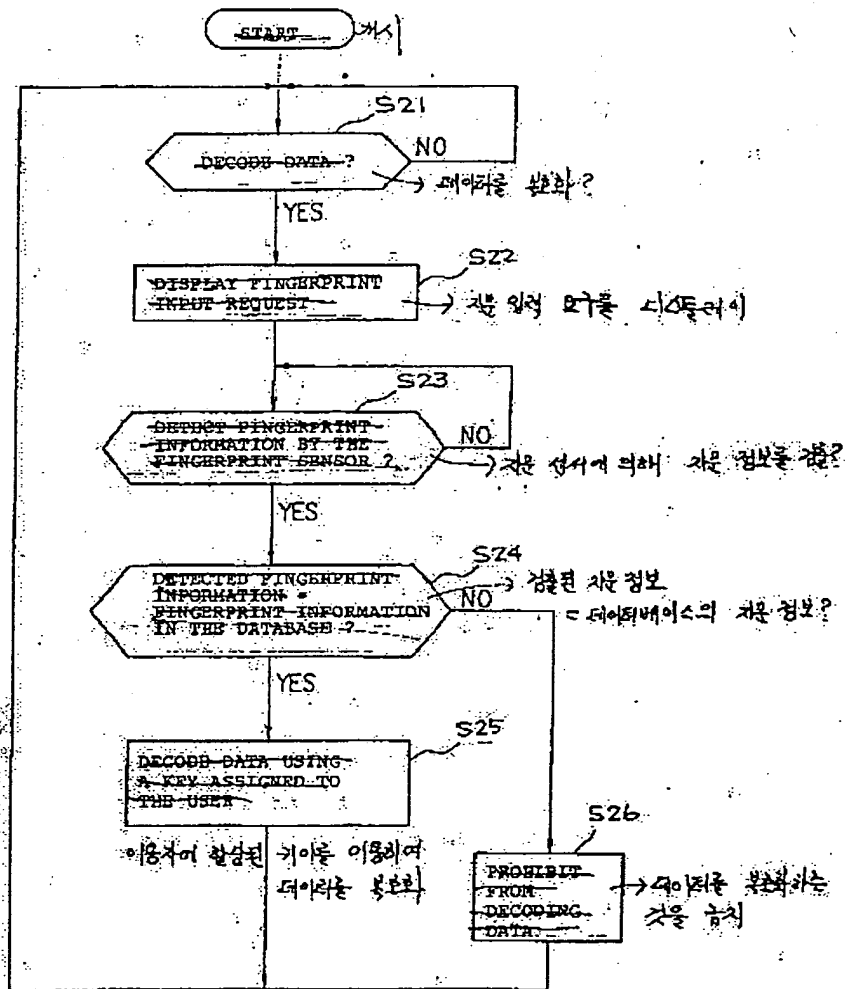 START 개시
S21
DECODE DATA ?
NO
데이터를 복호화?
YES
S22
DISPLAY FINGERPRINT
INPUT REQUEST
지문 입력 요구를 디스플레이
S23
DETECT FINGERPRINT
INFORMATION BY THE
FINGERPRINT SENSOR ?
NO
지문 센서에 의해 지문 정보를 검출?
YES
S24
DETECTED FINGERPRINT
INFORMATION =
FINGERPRINT INFORMATION
IN THE DATABASE ?
NO
검출된 지문 정보
= 데이터베이스의 지문 정보?
YES
S25
DECODE DATA USING
A KEY ASSIGNED TO
THE USER
이용자에 할당된 키이를 이용하여
데이터를 복호화
S26
PROHIBIT
FROM
DECODING
DATA
데이터를 복호화하는
것을 금지